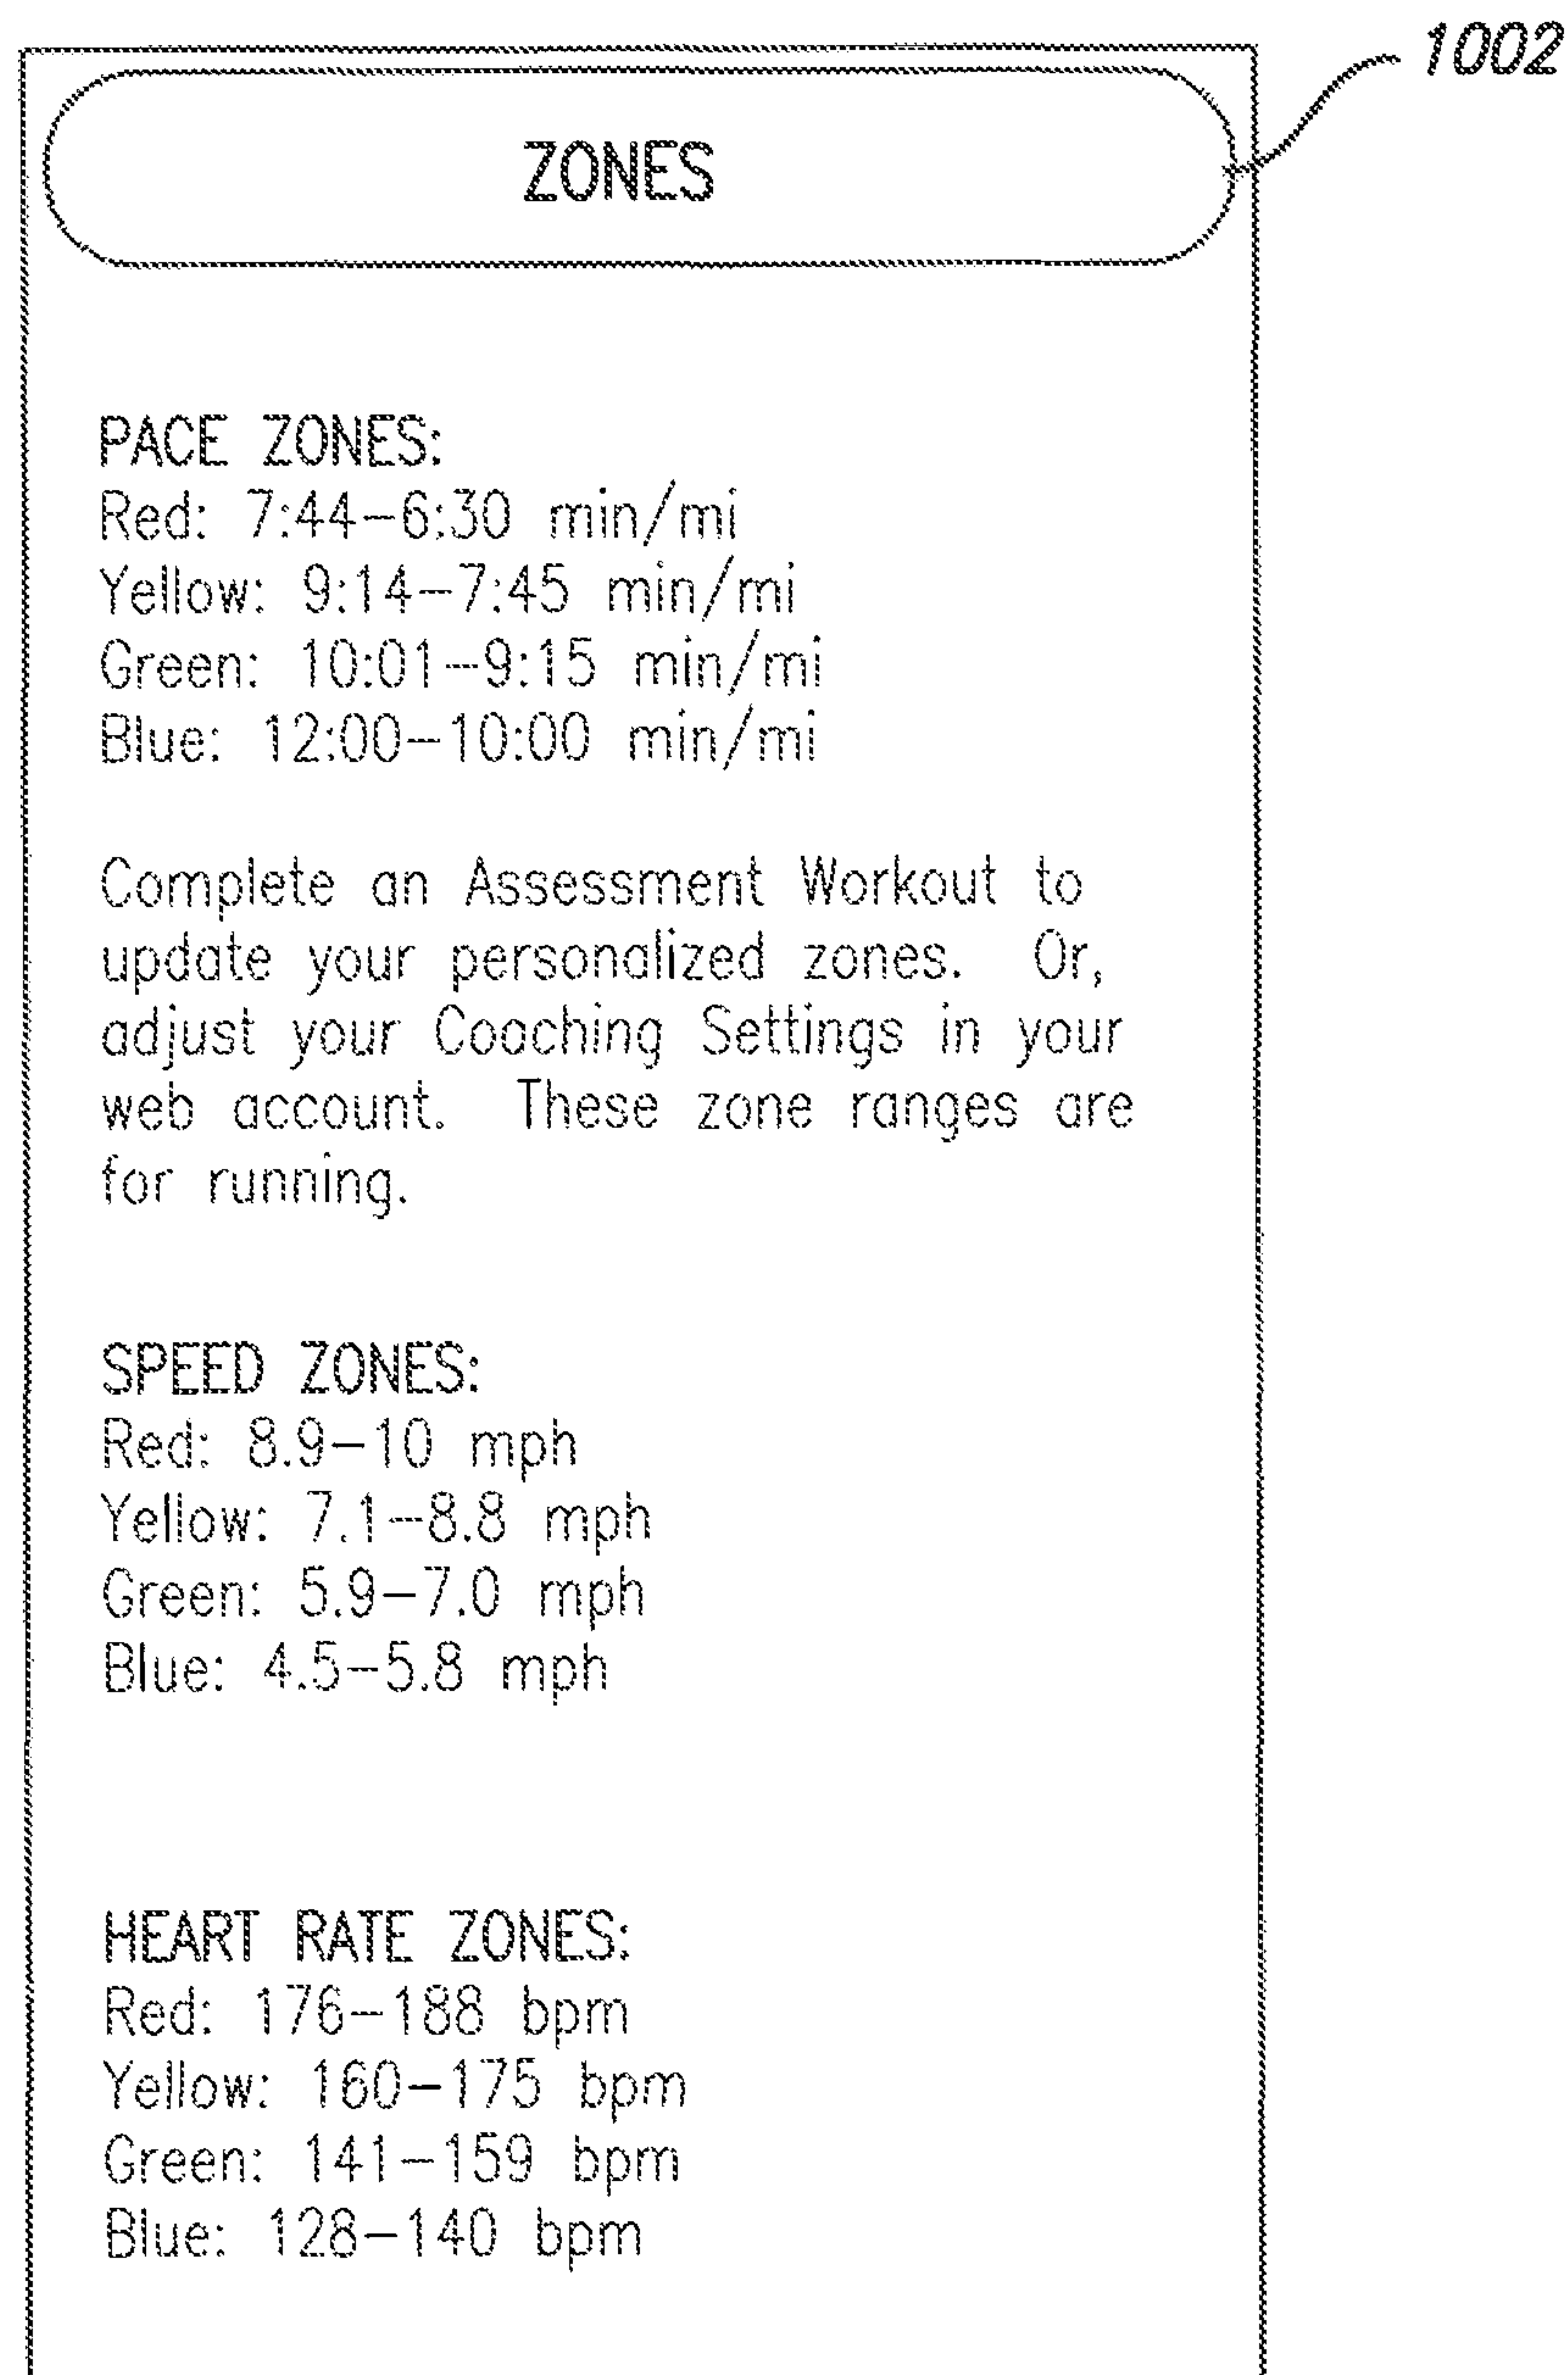 1002
ZONES
PACE ZONES:
Red: 7:44–6:30 min/mi
Yellow: 9:14–7:45 min/mi
Green: 10:01–9:15 min/mi
Blue: 12:00–10:00 min/mi
Complete an Assessment Workout to
update your personalized zones. Or,
adjust your Coaching Settings in your
web account. These zone ranges are
for running.
SPEED ZONES:
Red: 8.9–10 mph
Yellow: 7.1–8.8 mph
Green: 5.9–7.0 mph
Blue: 4.5–5.8 mph
HEART RATE ZONES:
Red: 176–188 bpm
Yellow: 160–175 bpm
Green: 141–159 bpm
Blue: 128–140 bpm